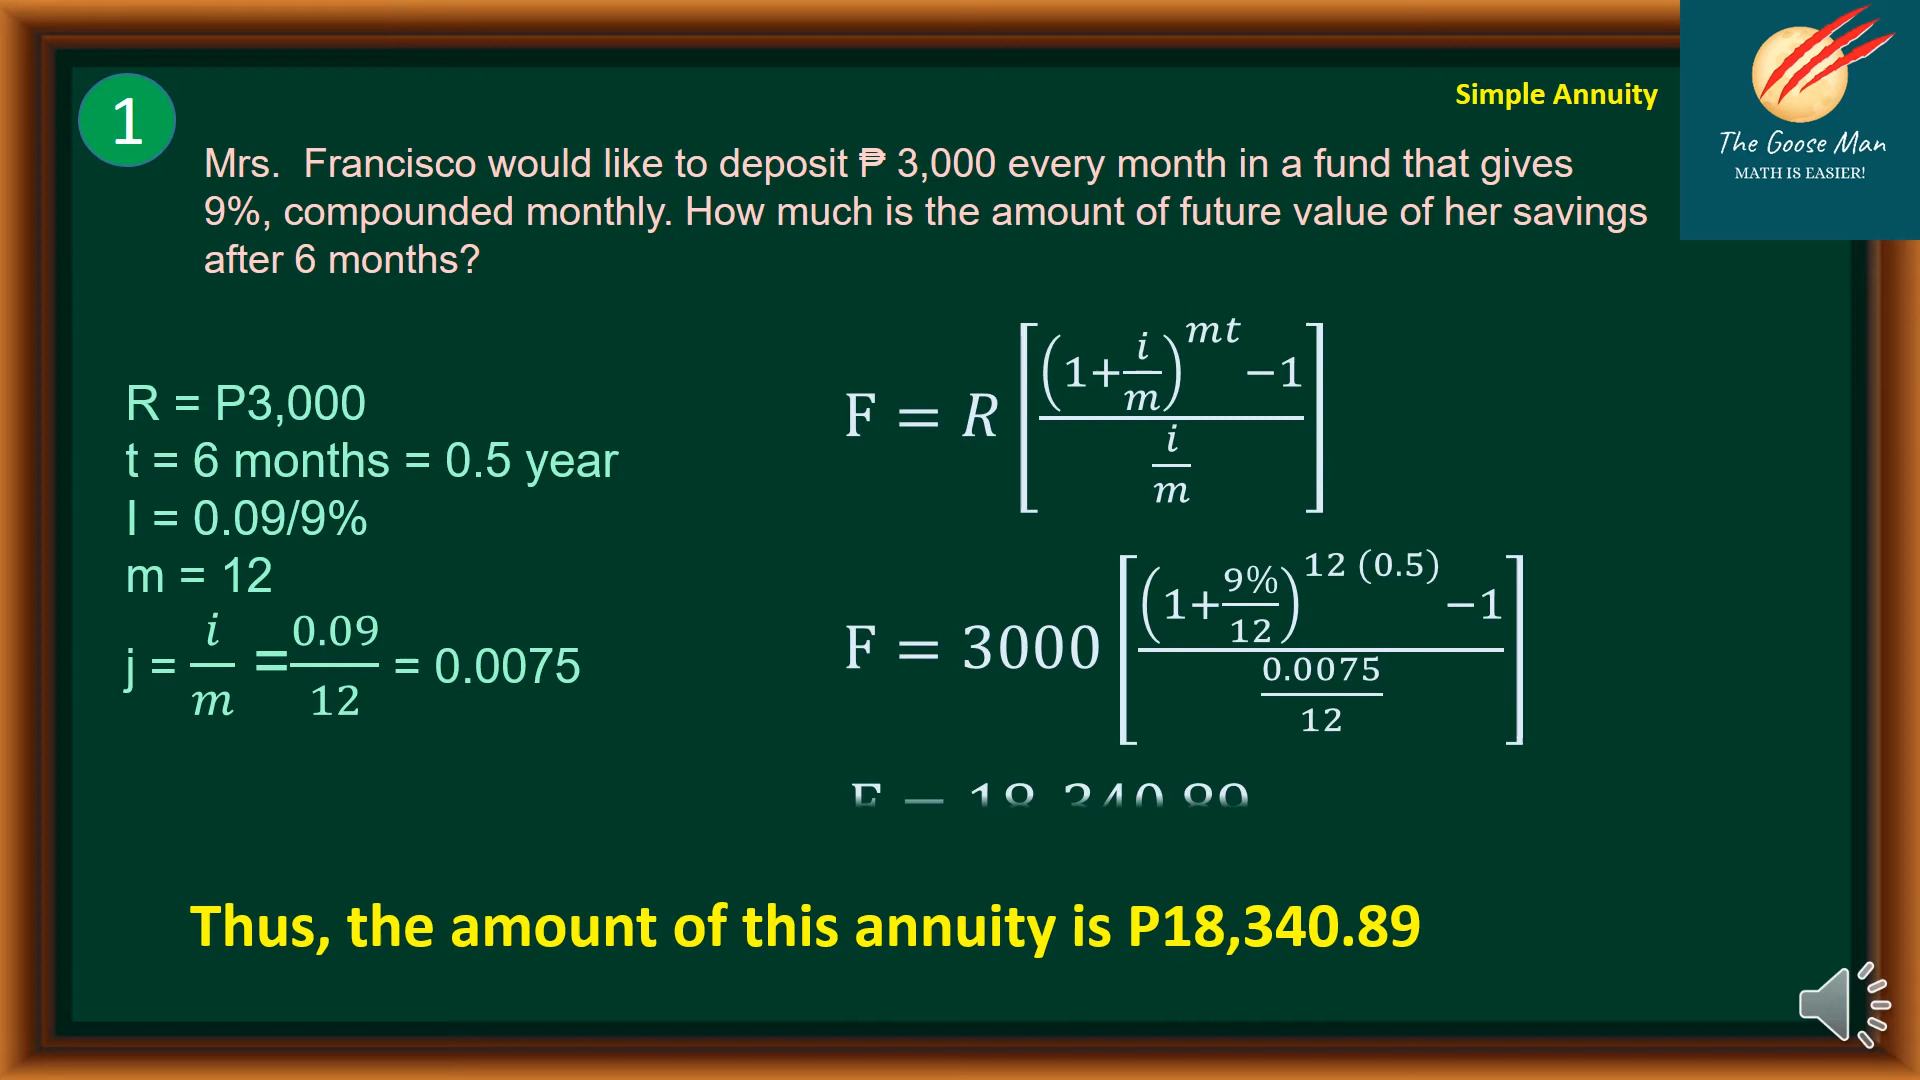 1
Simple Annuity
The Goose Man
MATH IS EASIER!
Mrs.  Francisco would like to deposit ₱ 3,000 every month in a fund that gives
9%, compounded monthly. How much is the amount of future value of her savings
after 6 months?
R = P3,000
t = 6 months = 0.5 year
I = 0.09/9%
m = 12
j = i/m = 0.09/12 = 0.0075
F = R [((1+i/m)^mt −1)/(i/m)]
F = 3000 [((1+9%/12)^12 (0.5) −1)/(0.0075/12)]
F = 18,340.89
Thus, the amount of this annuity is P18,340.89